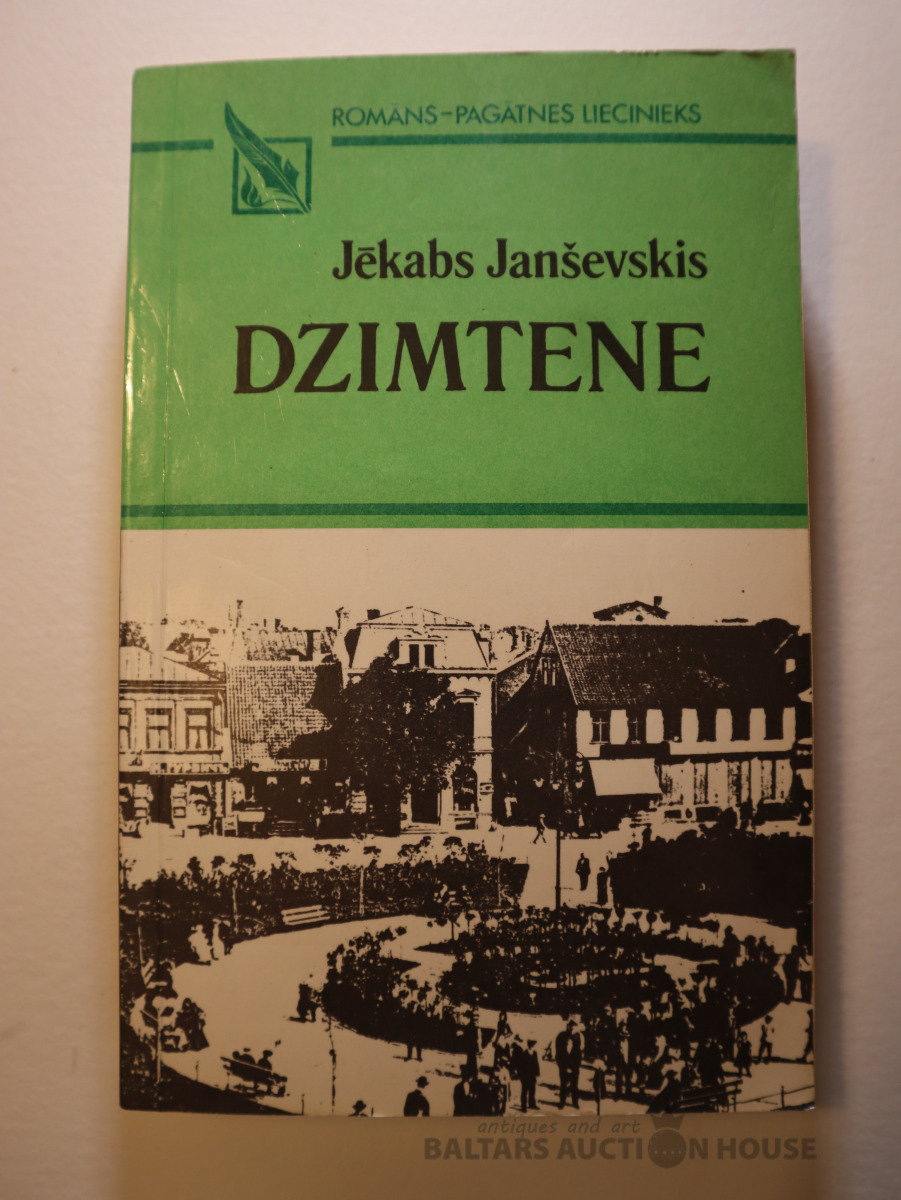 ROMĀNS-PAGĀTNES LIECINIEKS
Jēkabs Janševskis
DZIMTENE
antiques and art
BALTARS AUCTION HOUSE